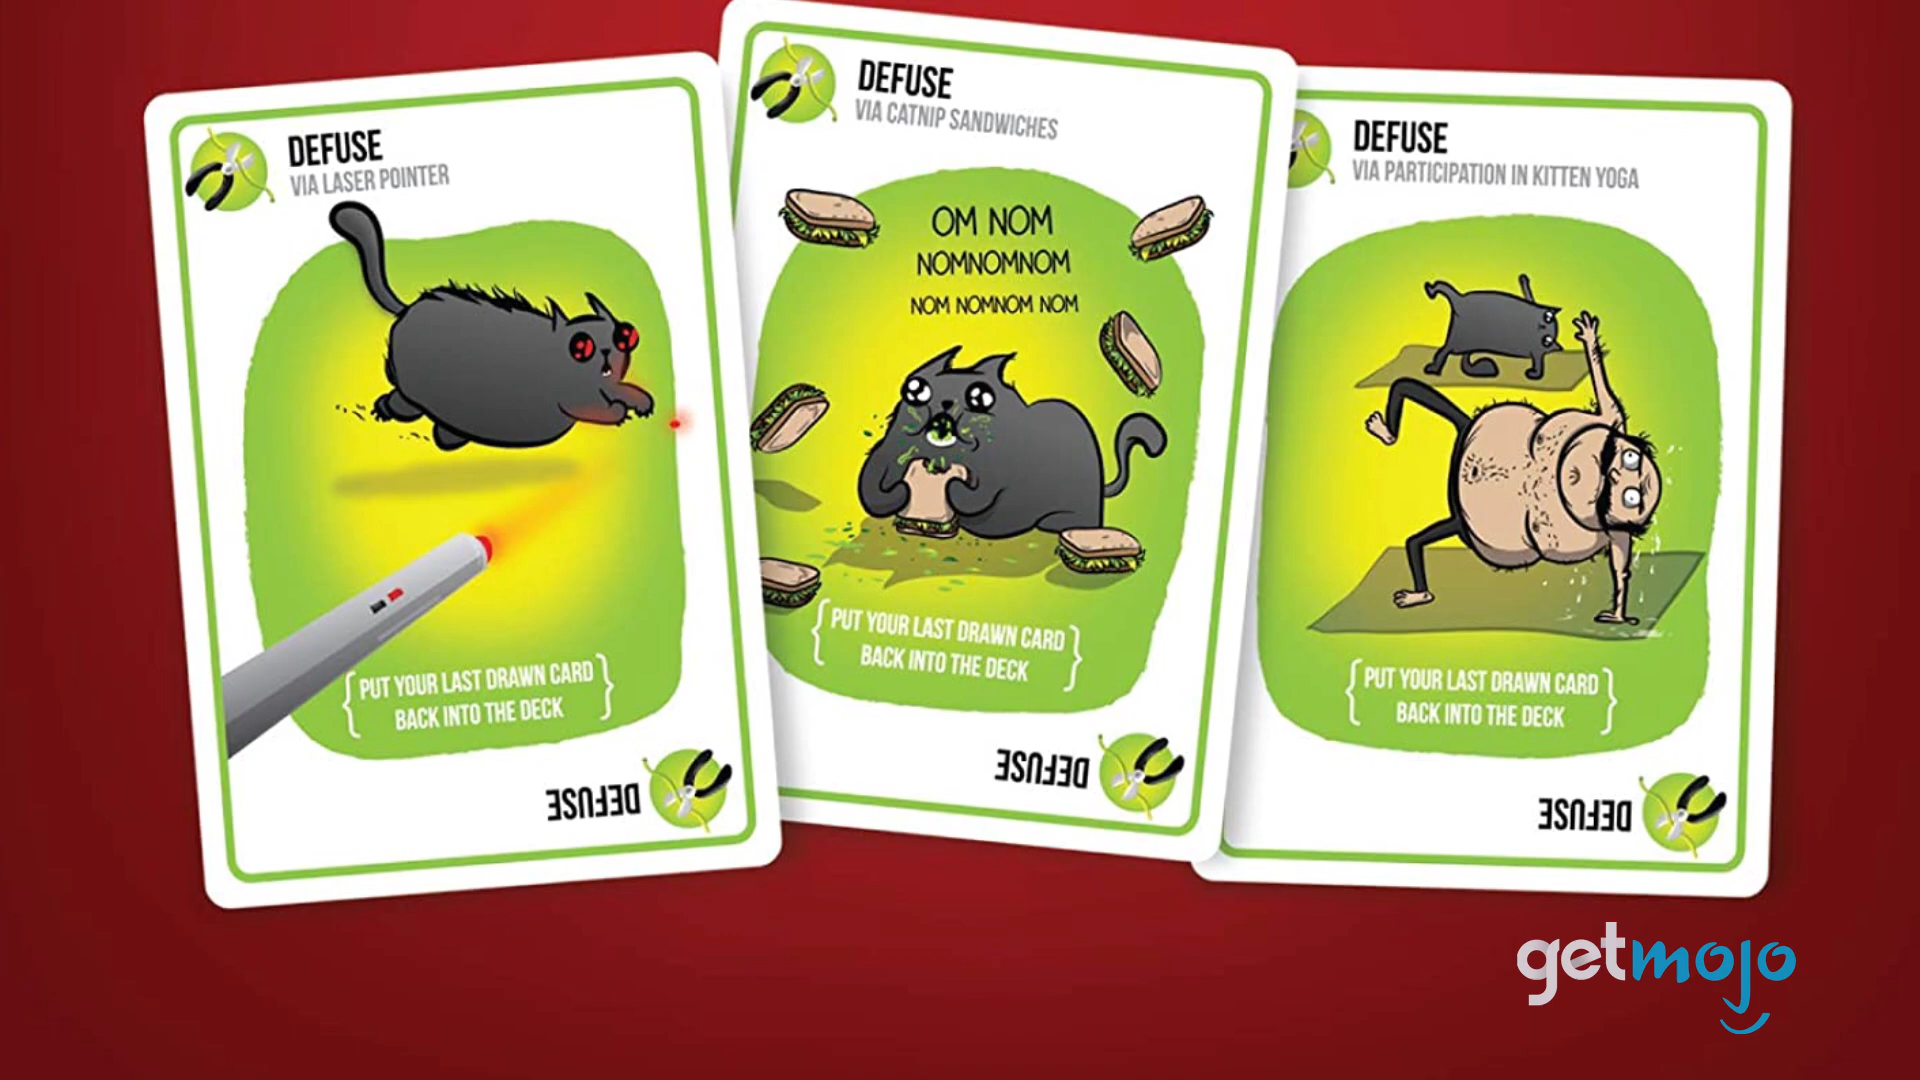 DEFUSE
VIA LASER POINTER
PUT YOUR LAST DRAWN CARD
BACK INTO THE DECK
DEFUSE
DEFUSE
VIA CATNIP SANDWICHES
OM NOM
NOMNOMNOM
NOM NOMNOM NOM
PUT YOUR LAST DRAWN CARD
BACK INTO THE DECK
DEFUSE
DEFUSE
VIA PARTICIPATION IN KITTEN YOGA
PUT YOUR LAST DRAWN CARD
BACK INTO THE DECK
DEFUSE
getmojo